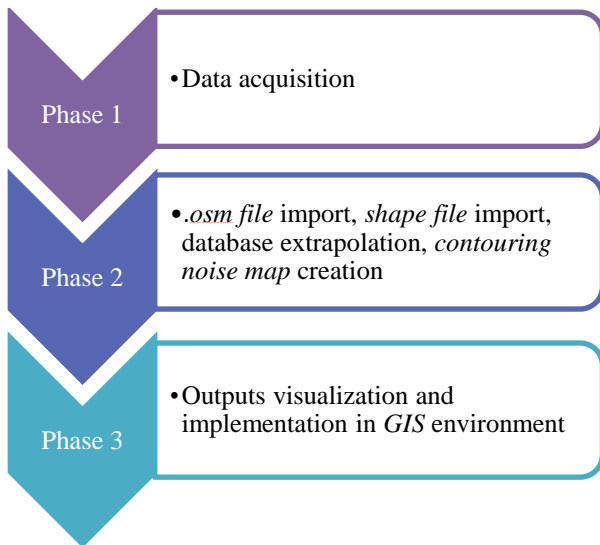 Phase 1
•Data acquisition
Phase 2
•.osm file import, shape file import,
database extrapolation, contouring
noise map creation
Phase 3
•Outputs visualization and
implementation in GIS environment